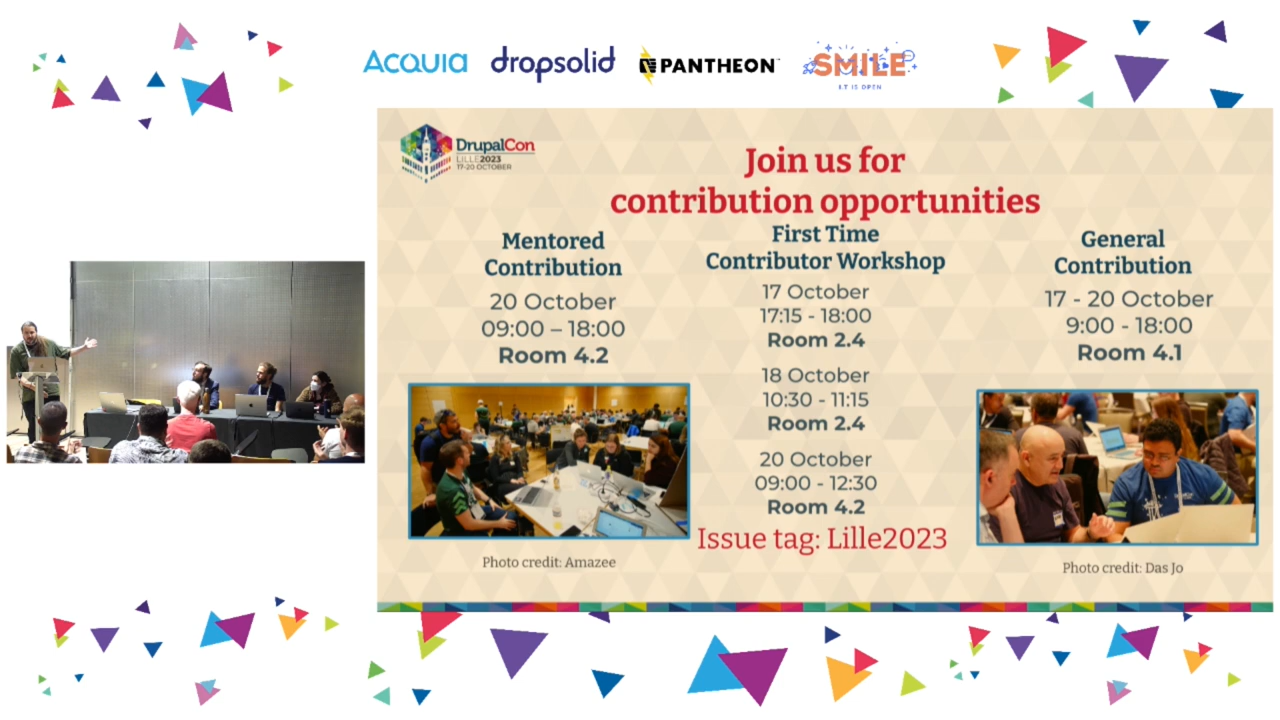 ACQUIA
dropsolid
PANTHEON
SMILE
I.T IS OPEN
DrupalCon
LILLE2023
17-20 OCTOBER
Join us for
contribution opportunities
Mentored
Contribution
20 October
09:00 – 18:00
Room 4.2
Photo credit: Amazee
First Time
Contributor Workshop
17 October
17:15 - 18:00
Room 2.4
18 October
10:30 - 11:15
Room 2.4
20 October
09:00 - 12:30
Room 4.2
Issue tag: Lille2023
General
Contribution
17 - 20 October
9:00 - 18:00
Room 4.1
Photo credit: Das Jo